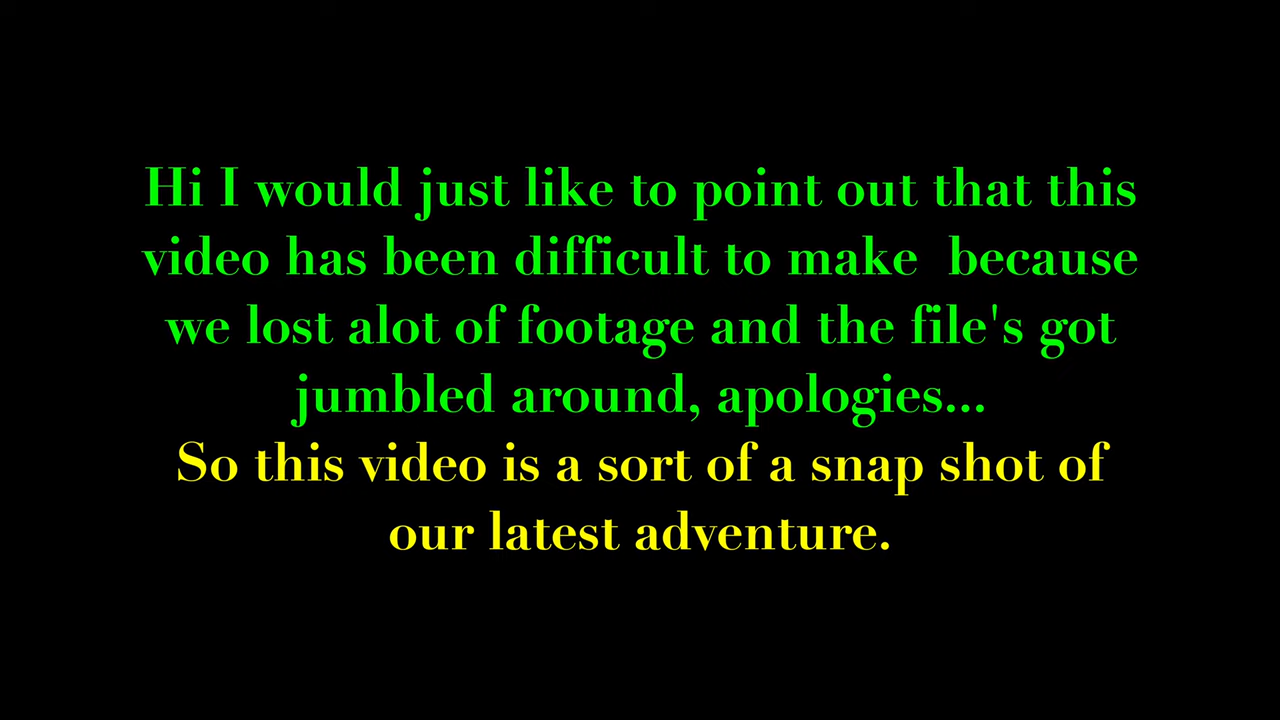 Hi I would just like to point out that this
video has been difficult to make  because
we lost alot of footage and the file's got
jumbled around, apologies...
So this video is a sort of a snap shot of
our latest adventure.